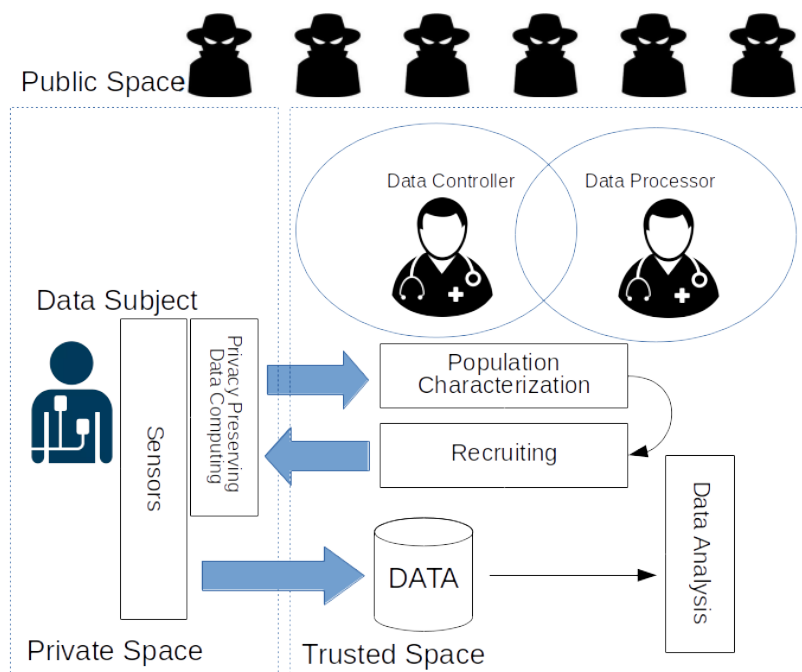 Public Space
Data Controller
Data Processor
Data Subject
Privacy Preserving
Data Computing
Population
Characterization
Sensors
Recruiting
Data Analysis
DATA
Private Space
Trusted Space